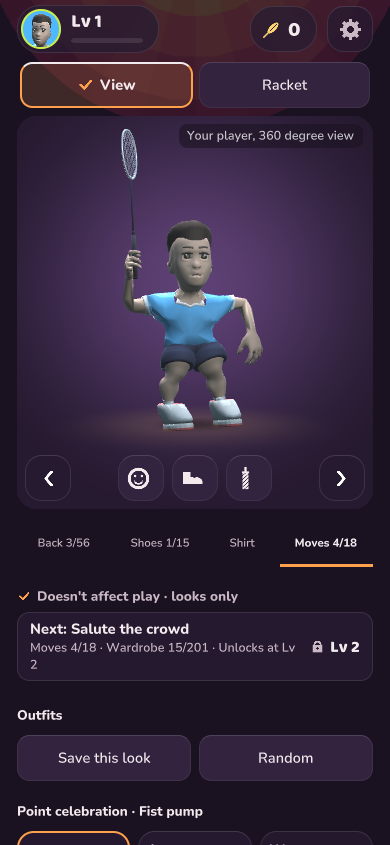 Lv 1
0
View
Racket
Your player, 360 degree view
Back 3/56
Shoes 1/15
Shirt
Moves 4/18
Doesn't affect play · looks only
Next: Salute the crowd
Moves 4/18 · Wardrobe 15/201 · Unlocks at Lv
2
Lv 2
Outfits
Save this look
Random
Point celebration · Fist pump